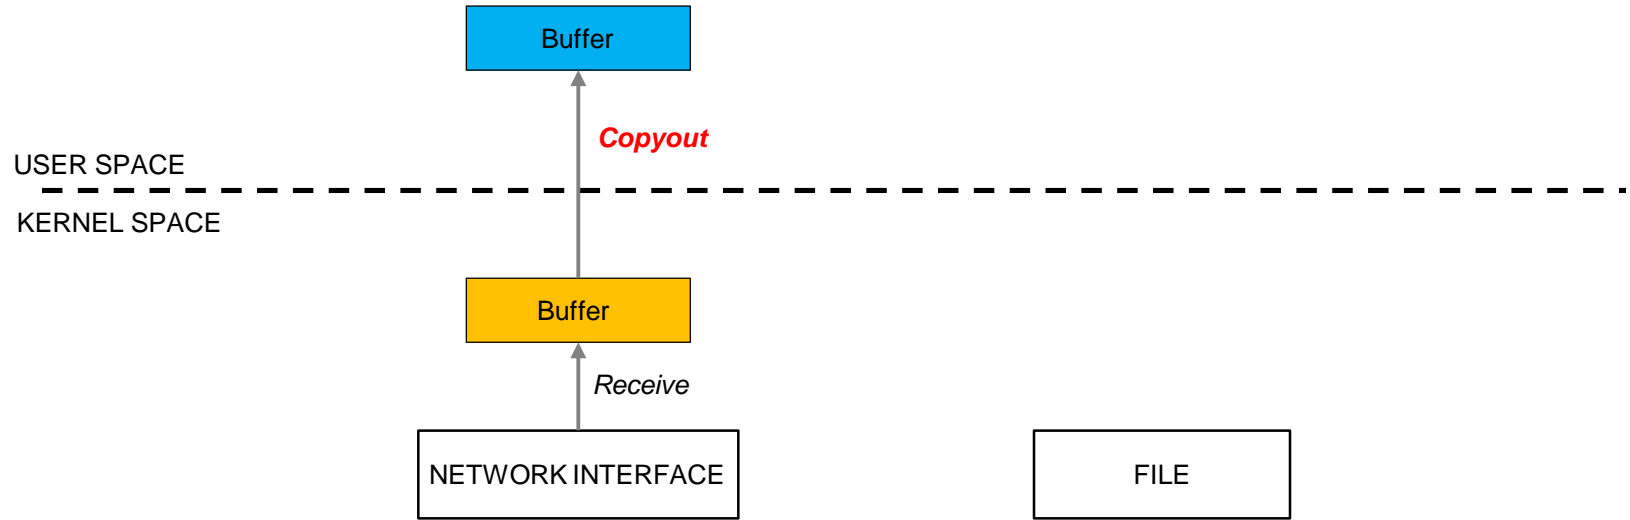 Buffer
Copyout
USER SPACE
KERNEL SPACE
Buffer
Receive
NETWORK INTERFACE
FILE